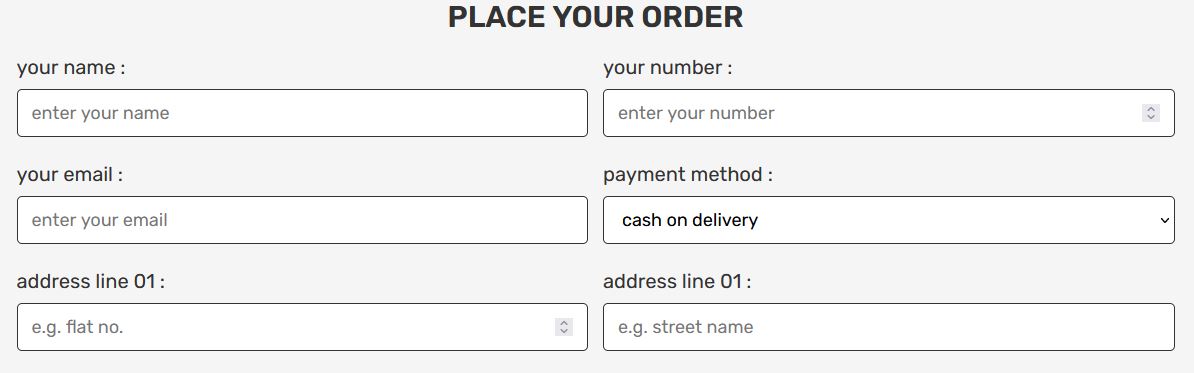 PLACE YOUR ORDER
your name :
your number :
enter your name
enter your number
your email :
payment method :
enter your email
cash on delivery
address line 01 :
address line 01 :
e.g. flat no.
e.g. street name